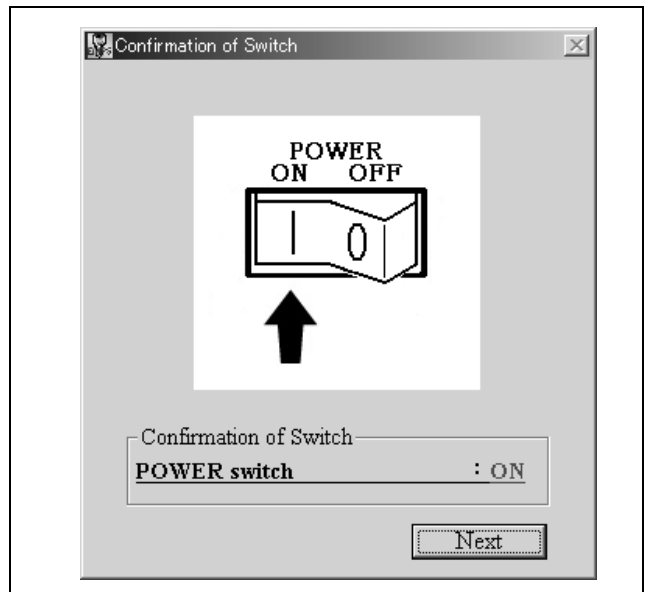 Confirmation of Switch
POWER
ON OFF
| 0
Confirmation of Switch
POWER switch : ON
Next